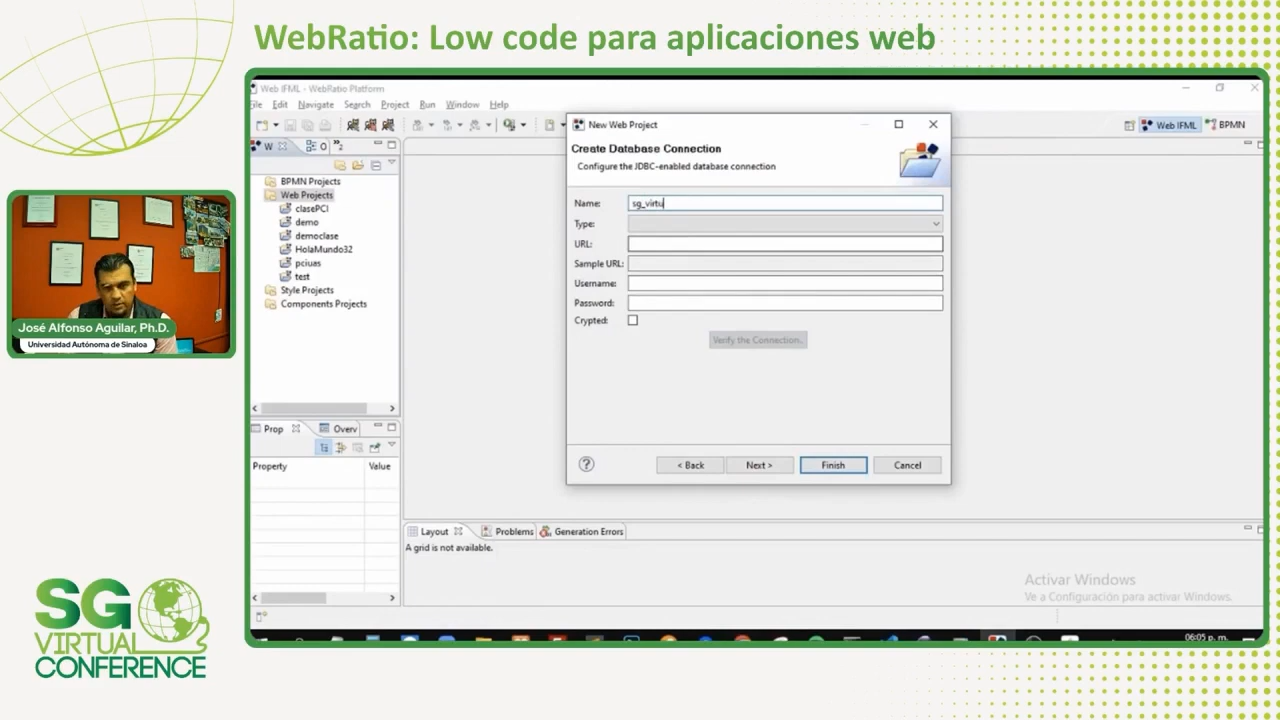 WebRatio: Low code para aplicaciones web
Web IFML - WebRatio Platform
File Edit Navigate Search Project Run Window Help
Web IFML
BPMN
W
O
BPMN Projects
Web Projects
clasePCI
demo
democlase
HolaMundo32
pciuas
test
Style Projects
Components Projects
Prop
Overv
Property
Value
New Web Project
Create Database Connection
Configure the JDBC-enabled database connection
Name: sg_virtu
Type:
URL:
Sample URL:
Username:
Password:
Crypted:
Verify the Connection.
< Back
Next >
Finish
Cancel
Layout
Problems
Generation Errors
A grid is not available.
Activar Windows
Ve a Configuración para activar Windows.
06:05 p. m.
José Alfonso Aguilar, Ph.D.
Universidad Autónoma de Sinaloa
SG
VIRTUAL
CONFERENCE